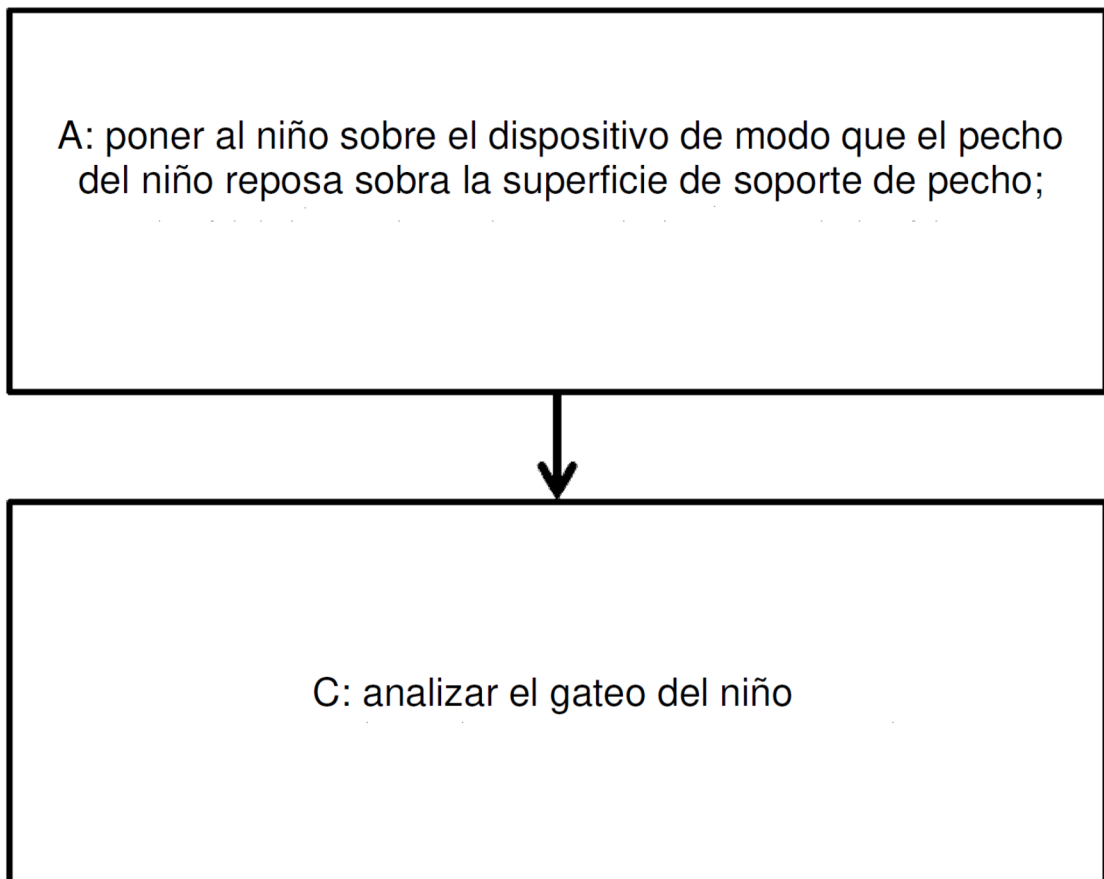 A: poner al niño sobre el dispositivo de modo que el pecho
del niño reposa sobra la superficie de soporte de pecho;
C: analizar el gateo del niño